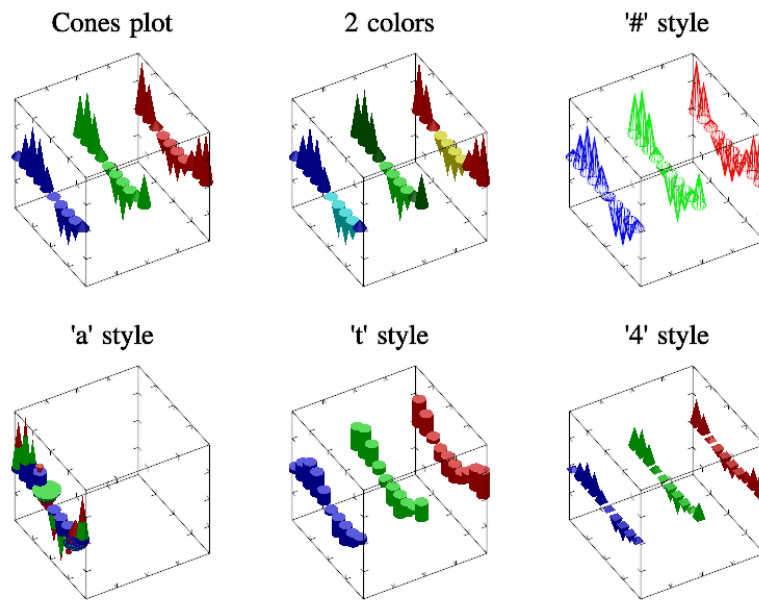 Cones plot
2 colors
'#' style
'a' style
't' style
'4' style